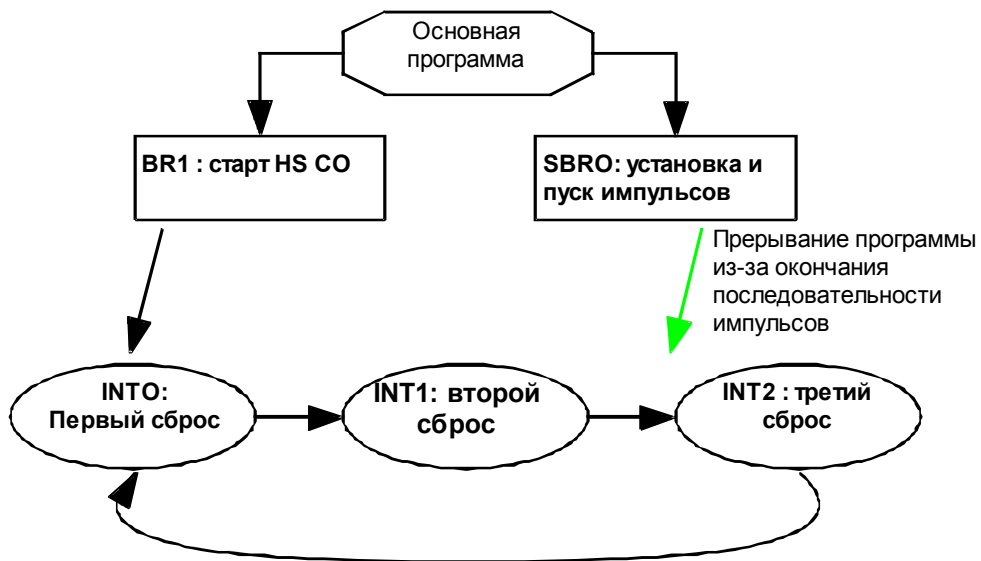 Основная
программа
BR1 : старт HS CO
SBRO: установка и
пуск импульсов
Прерывание программы
из-за окончания
последовательности
импульсов
INTO:
Первый сброс
INT1: второй
сброс
INT2 : третий
сброс